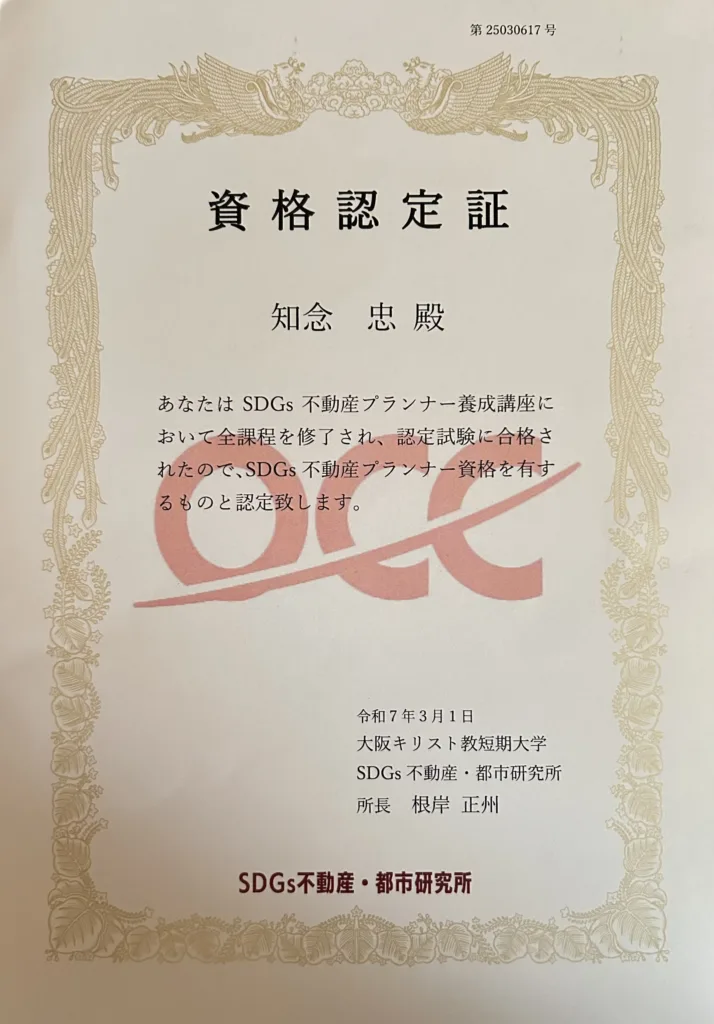 第 25030617 号
資格認定証
知念 忠 殿
あなたは SDGs 不動産プランナー養成講座に
おいて全課程を修了され、認定試験に合格さ
れたので、SDGs 不動産プランナー資格を有す
るものと認定致します。
OCC
令和7年3月1日
大阪キリスト教短期大学
SDGs 不動産・都市研究所
所長 根岸 正州
SDGs不動産・都市研究所